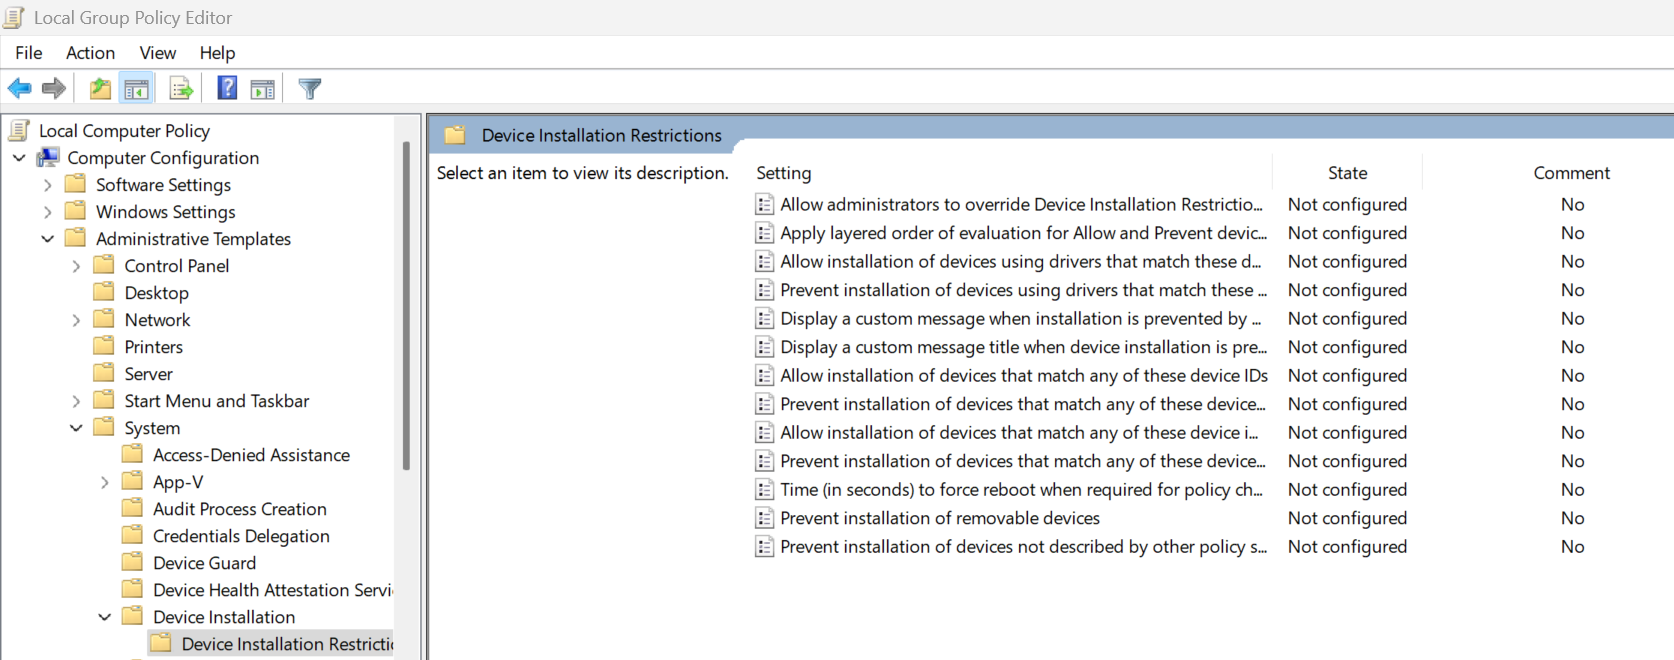 Local Group Policy Editor
File Action View Help
Local Computer Policy
Computer Configuration
Software Settings
Windows Settings
Administrative Templates
Control Panel
Desktop
Network
Printers
Server
Start Menu and Taskbar
System
Access-Denied Assistance
App-V
Audit Process Creation
Credentials Delegation
Device Guard
Device Health Attestation Servi
Device Installation
Device Installation Restrictio
Device Installation Restrictions
Select an item to view its description.
Setting State Comment
Allow administrators to override Device Installation Restrictio... Not configured No
Apply layered order of evaluation for Allow and Prevent devic... Not configured No
Allow installation of devices using drivers that match these d... Not configured No
Prevent installation of devices using drivers that match these ... Not configured No
Display a custom message when installation is prevented by ... Not configured No
Display a custom message title when device installation is pre... Not configured No
Allow installation of devices that match any of these device IDs Not configured No
Prevent installation of devices that match any of these device... Not configured No
Allow installation of devices that match any of these device i... Not configured No
Prevent installation of devices that match any of these device... Not configured No
Time (in seconds) to force reboot when required for policy ch... Not configured No
Prevent installation of removable devices Not configured No
Prevent installation of devices not described by other policy s... Not configured No